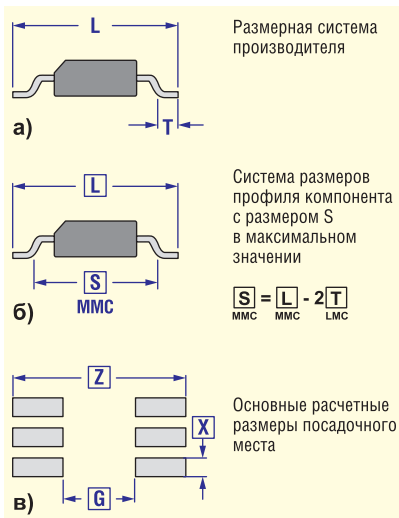 L
Размерная система
производителя
T
а)
L
Система размеров
профиля компонента
с размером S
в максимальном
значении
S
MMC
S = L - 2 T
MMC MMC LMC
б)
Z
X
Основные расчетные
размеры посадочного
места
G
в)